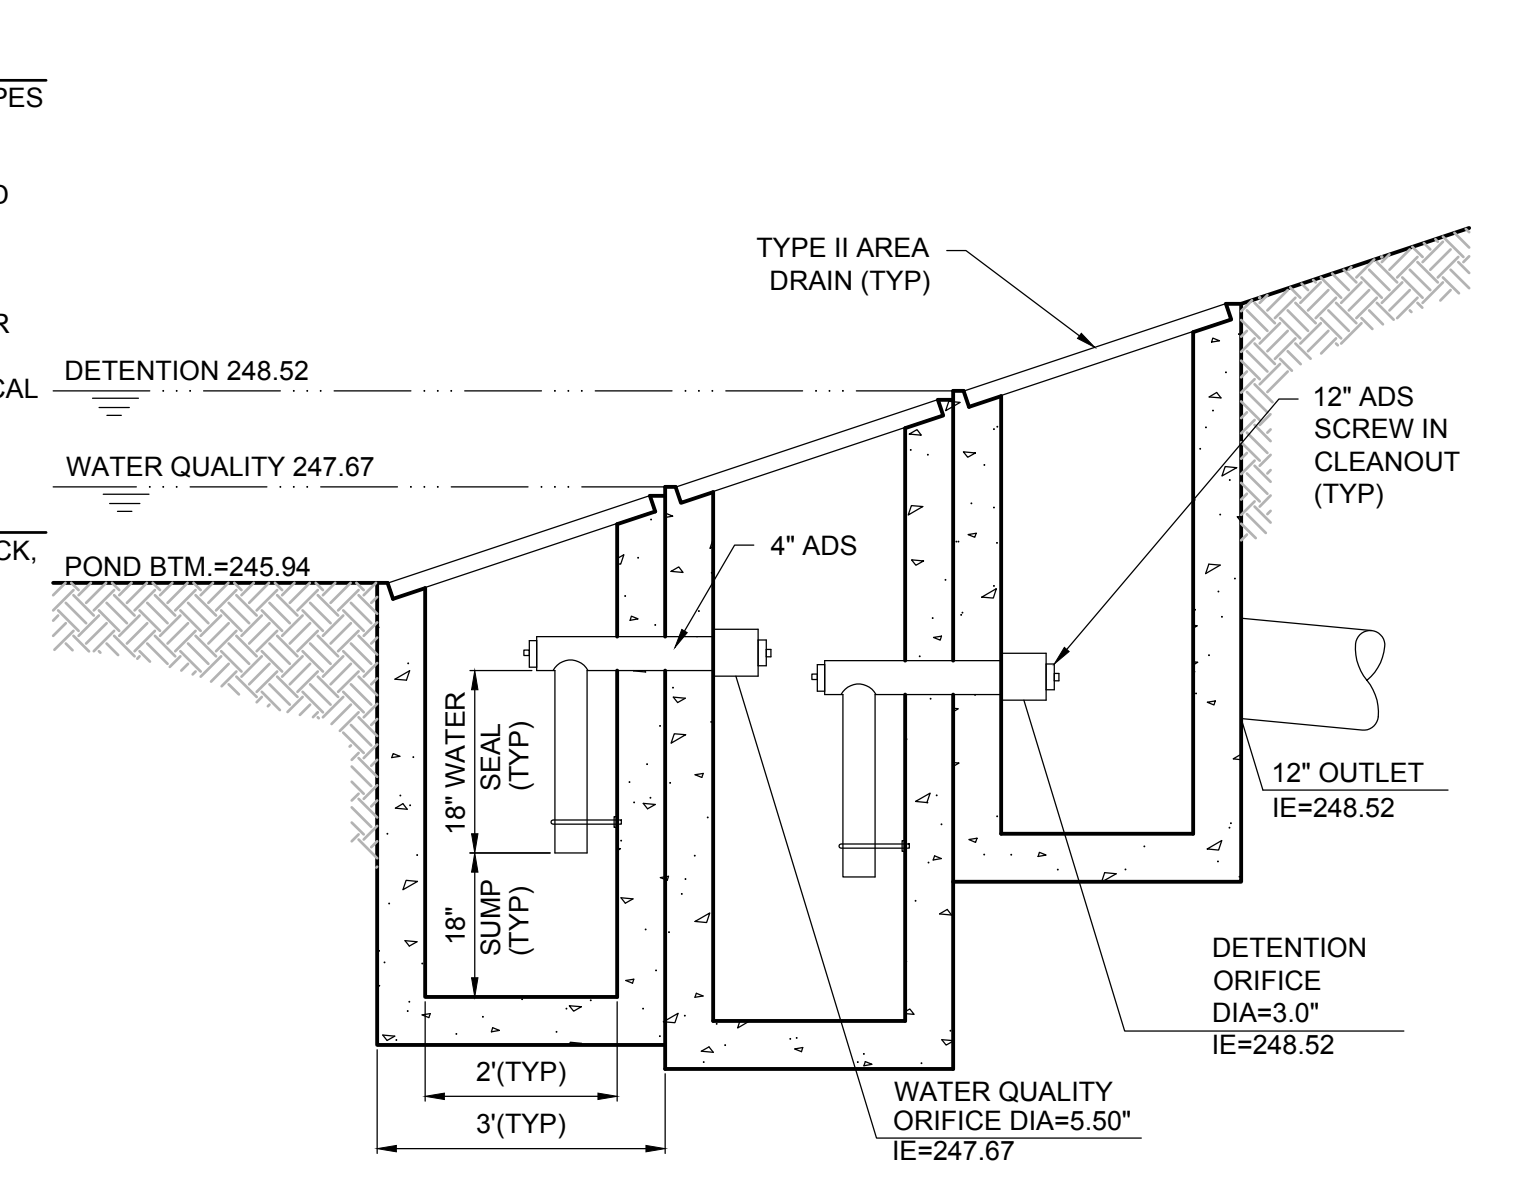 PES
R
CAL
CK,
TYPE II AREA
DRAIN (TYP)
DETENTION 248.52
12" ADS
SCREW IN
CLEANOUT
(TYP)
WATER QUALITY 247.67
4" ADS
POND BTM.=245.94
18" WATER
SEAL
(TYP)
18"
SUMP
(TYP)
12" OUTLET
IE=248.52
DETENTION
ORIFICE
DIA=3.0"
IE=248.52
2'(TYP)
3'(TYP)
WATER QUALITY
ORIFICE DIA=5.50"
IE=247.67